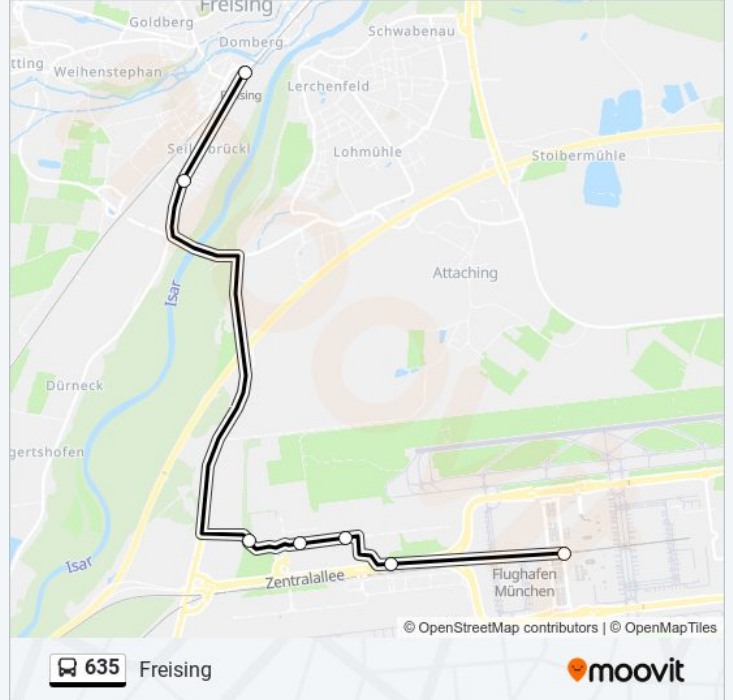 Freising
Goldberg
Domberg
Schwabenau
tting
Weihenstephan
Lerchenfeld
Lohmühle
Stoibermühle
Attaching
Isar
Dürneck
gertshofen
Isar
Zentralallee
Flughafen
München
© OpenStreetMap contributors | © OpenMapTiles
635 Freising
moovit